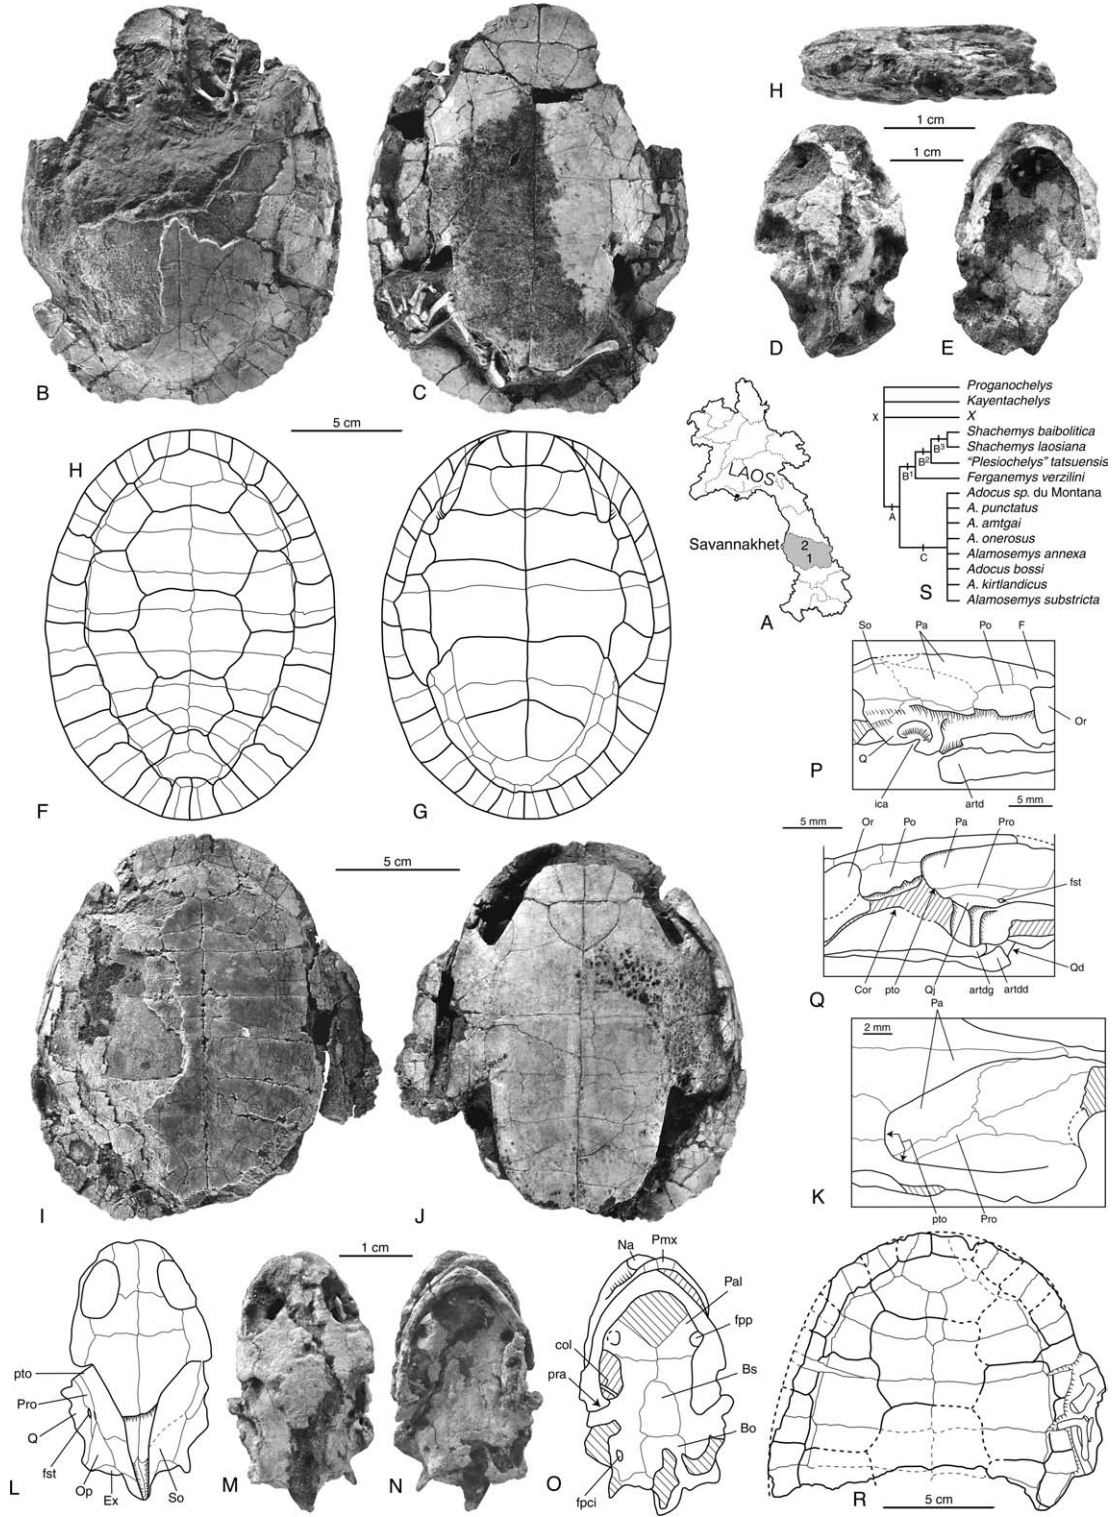 H
1 cm
1 cm
B
C
D
E
5 cm
H
LAOS
Savannakhet
2
1
A
Proganochelys
Kayentachelys
X
X
Shachemys baibolitica
B³
Shachemys laosiana
B²
"Plesiochelys" tatsuensis
B¹
Ferganemys verzilini
Adocus sp. du Montana
A. punctatus
A
A. amtgai
A. onerosus
C
Alamosemys annexa
Adocus bossi
A. kirtlandicus
S
Alamosemys substricta
So
Pa
Po
F
Or
Q
P
ica
artd
5 mm
F
G
5 mm
Or
Po
Pa
Pro
fst
Qd
Q
Cor
pto
Qj
artdg
artdd
5 cm
Pa
2 mm
K
pto
Pro
I
J
1 cm
Na
Pmx
Pal
fpp
col
pra
Bs
Bo
pto
Pro
Q
fst
L
Op
Ex
So
M
N
O
fpci
R
5 cm